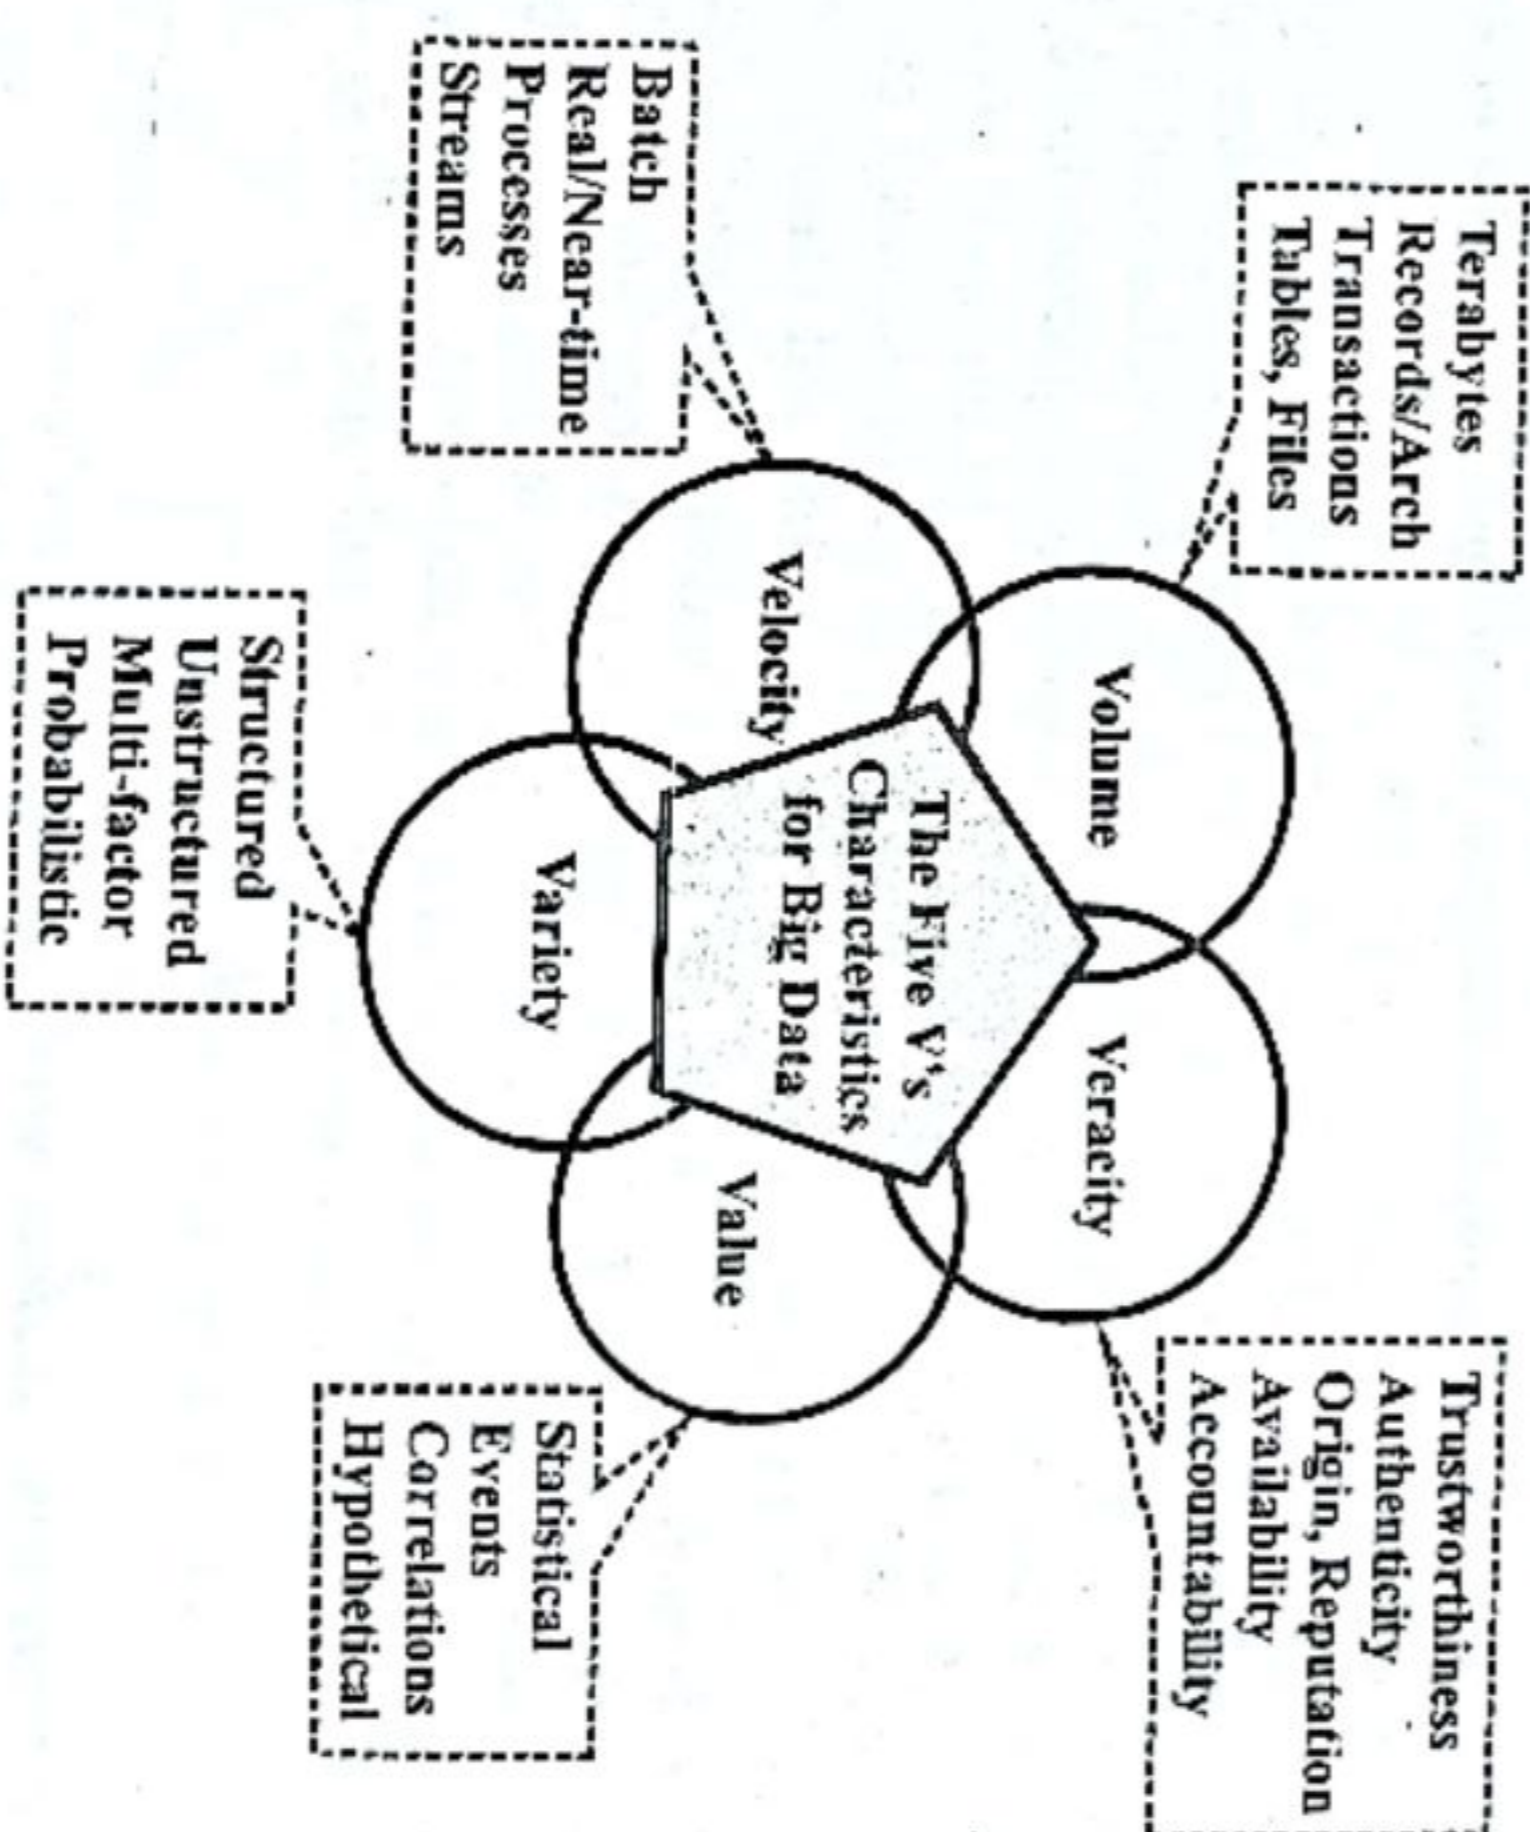 Terabytes
Records/Arch
Transactions
Tables, Files
Trustworthiness
Authenticity
Origin, Reputation
Availability
Accountability
Volume
Veracity
The Five V's
Characteristics
for Big Data
Velocity
Value
Variety
Batch
Real/Near-time
Processes
Streams
Statistical
Events
Correlations
Hypothetical
Structured
Unstructured
Multi-factor
Probabilistic